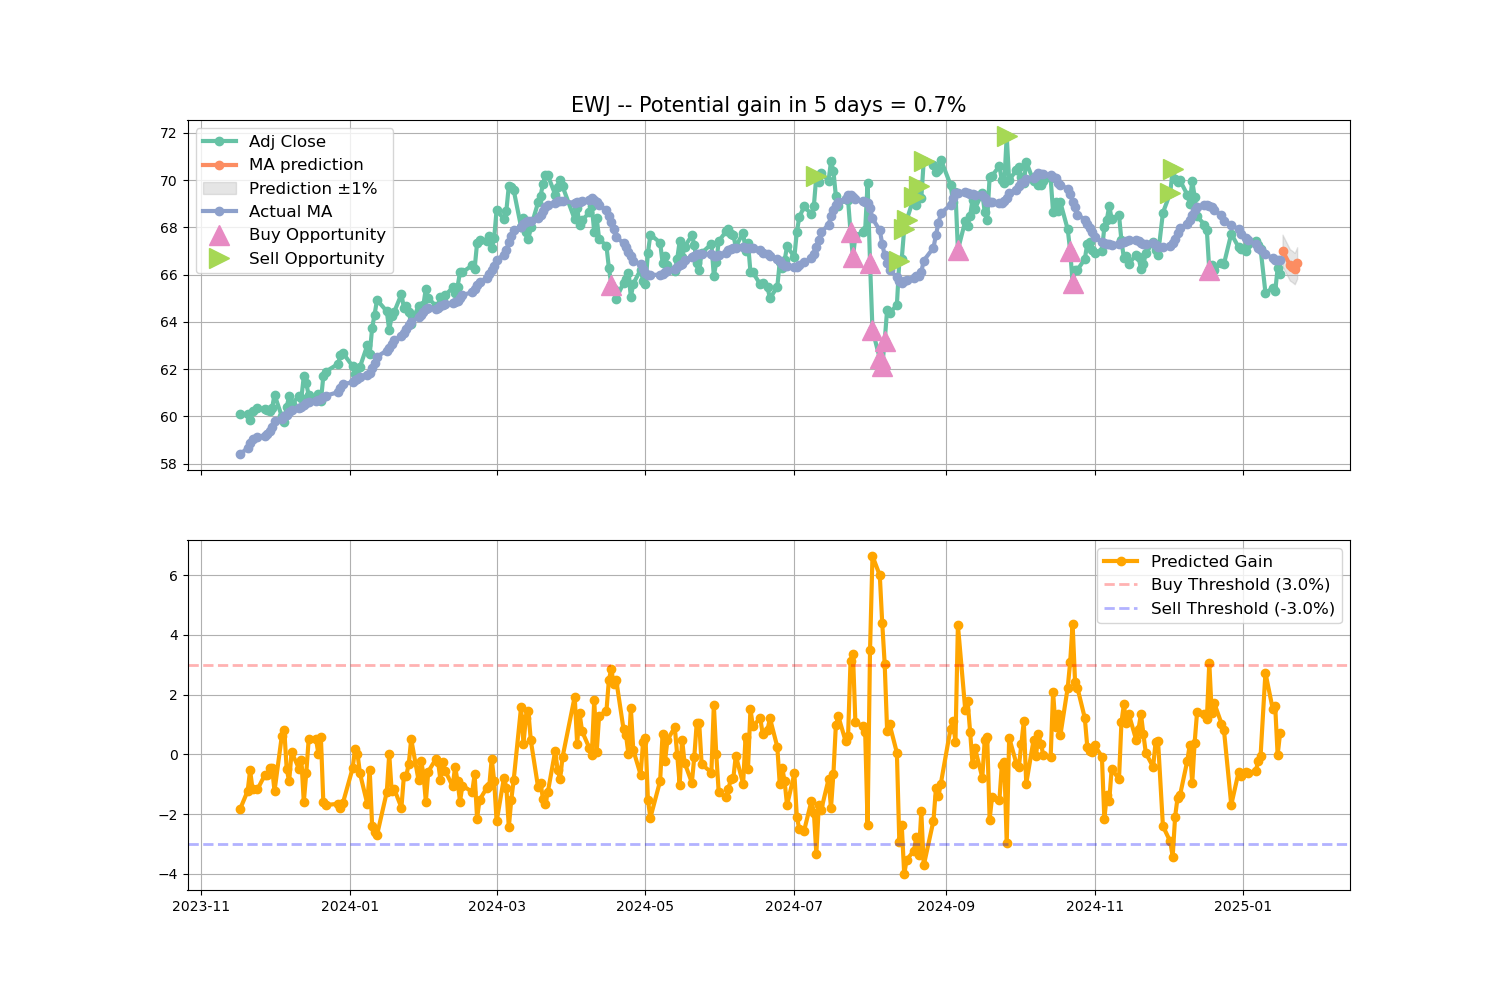 EWJ -- Potential gain in 5 days = 0.7%
72
70
68
66
64
62
60
58
Adj Close
MA prediction
Prediction ±1%
Actual MA
Buy Opportunity
Sell Opportunity
6
4
2
0
−2
−4
Predicted Gain
Buy Threshold (3.0%)
Sell Threshold (-3.0%)
2023-11 2024-01 2024-03 2024-05 2024-07 2024-09 2024-11 2025-01